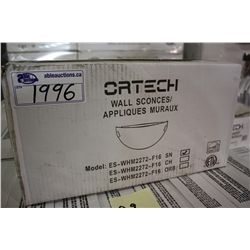 sbleauctions.ca
1996
ORTECH
WALL SCONCES/
APPLIQUES MURAUX
Model: ES-WHM2272-F16 SN
ES-WHM2272-F16 CH
ES-WHM2272-F16 ORB